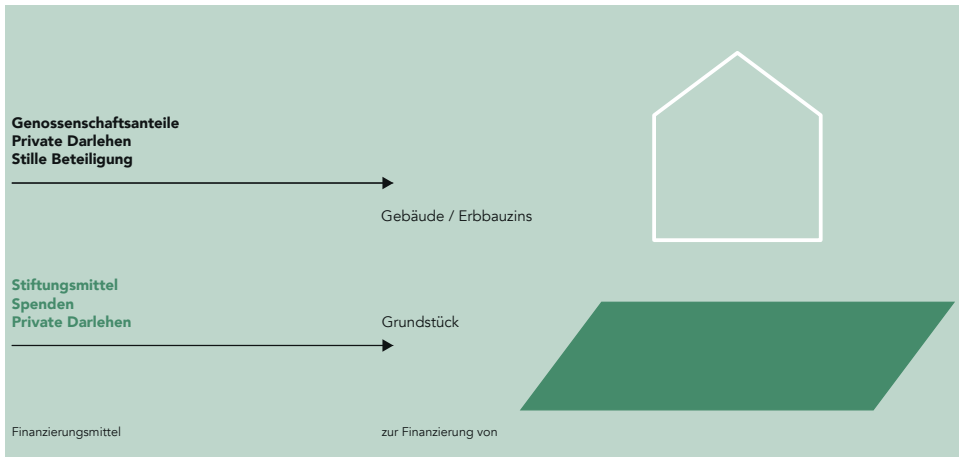 Genossenschaftsanteile
Private Darlehen
Stille Beteiligung
Gebäude / Erbbauzins
Stiftungsmittel
Spenden
Private Darlehen
Grundstück
Finanzierungsmittel
zur Finanzierung von